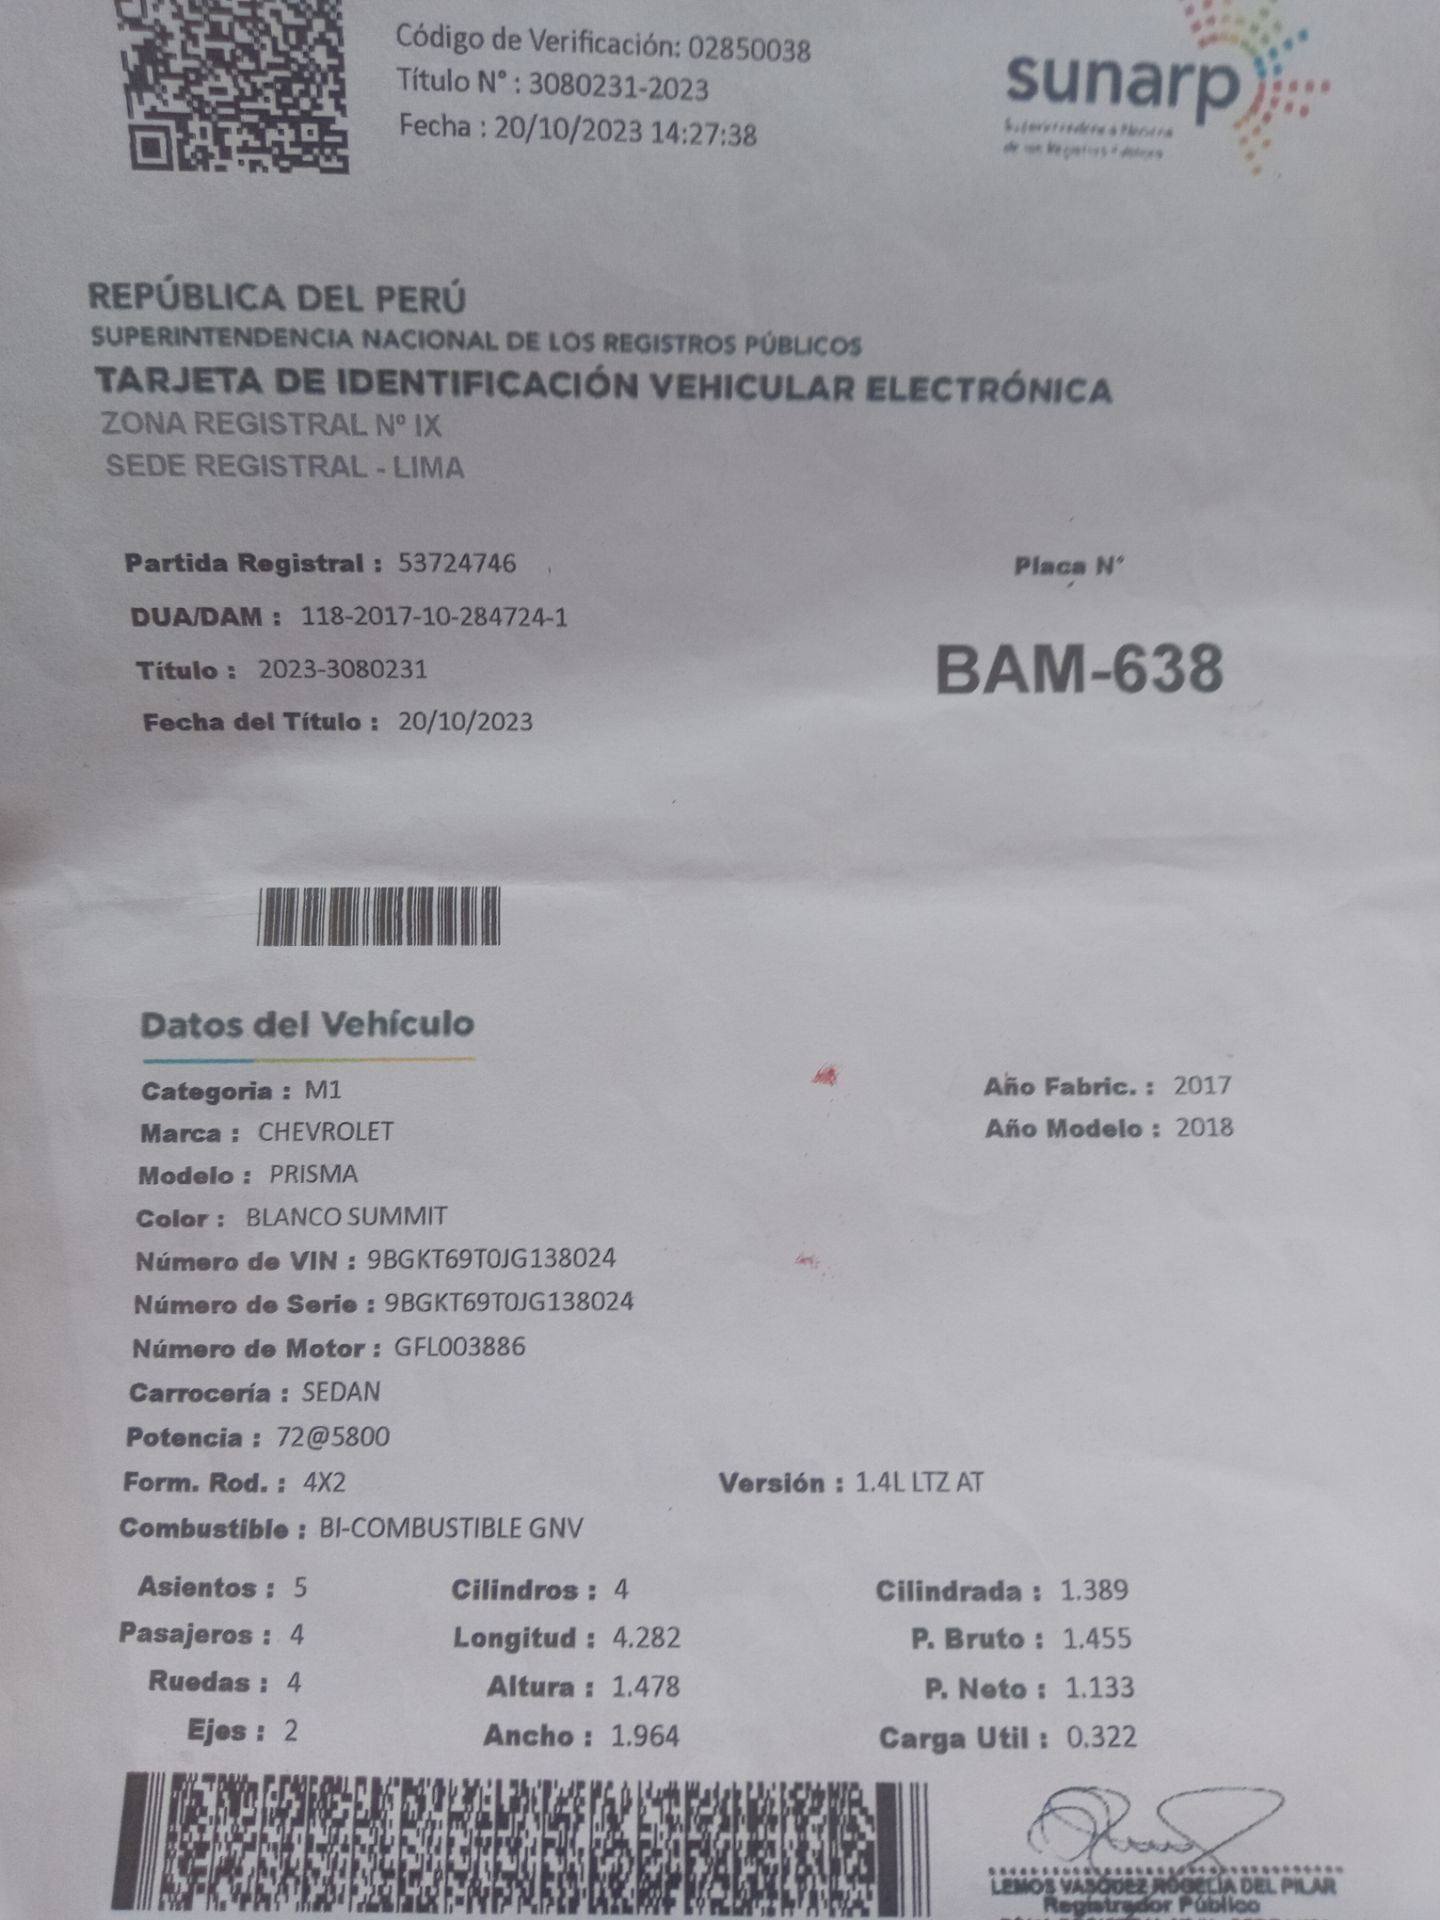 Código de Verificación: 02850038
Título N° : 3080231-2023
Fecha : 20/10/2023 14:27:38
sunarp
REPÚBLICA DEL PERÚ
SUPERINTENDENCIA NACIONAL DE LOS REGISTROS PÚBLICOS
TARJETA DE IDENTIFICACIÓN VEHICULAR ELECTRÓNICA
ZONA REGISTRAL Nº IX
SEDE REGISTRAL - LIMA
Partida Registral : 53724746
Placa N°
DUA/DAM : 118-2017-10-284724-1
BAM-638
Título : 2023-3080231
Fecha del Título : 20/10/2023
Datos del Vehículo
Categoria : M1
Año Fabric. : 2017
Marca : CHEVROLET
Año Modelo : 2018
Modelo : PRISMA
Color : BLANCO SUMMIT
Número de VIN : 9BGKT69T0JG138024
Número de Serie : 9BGKT69T0JG138024
Número de Motor : GFL003886
Carrocería : SEDAN
Potencia : 72@5800
Form. Rod. : 4X2 Versión : 1.4L LTZ AT
Combustible : BI-COMBUSTIBLE GNV
Asientos : 5 Cilindros : 4 Cilindrada : 1.389
Pasajeros : 4 Longitud : 4.282 P. Bruto : 1.455
Ruedas : 4 Altura : 1.478 P. Neto : 1.133
Ejes : 2 Ancho : 1.964 Carga Util : 0.322
LEMOS VASQUEZ ROGELIA DEL PILAR
Registrador Público